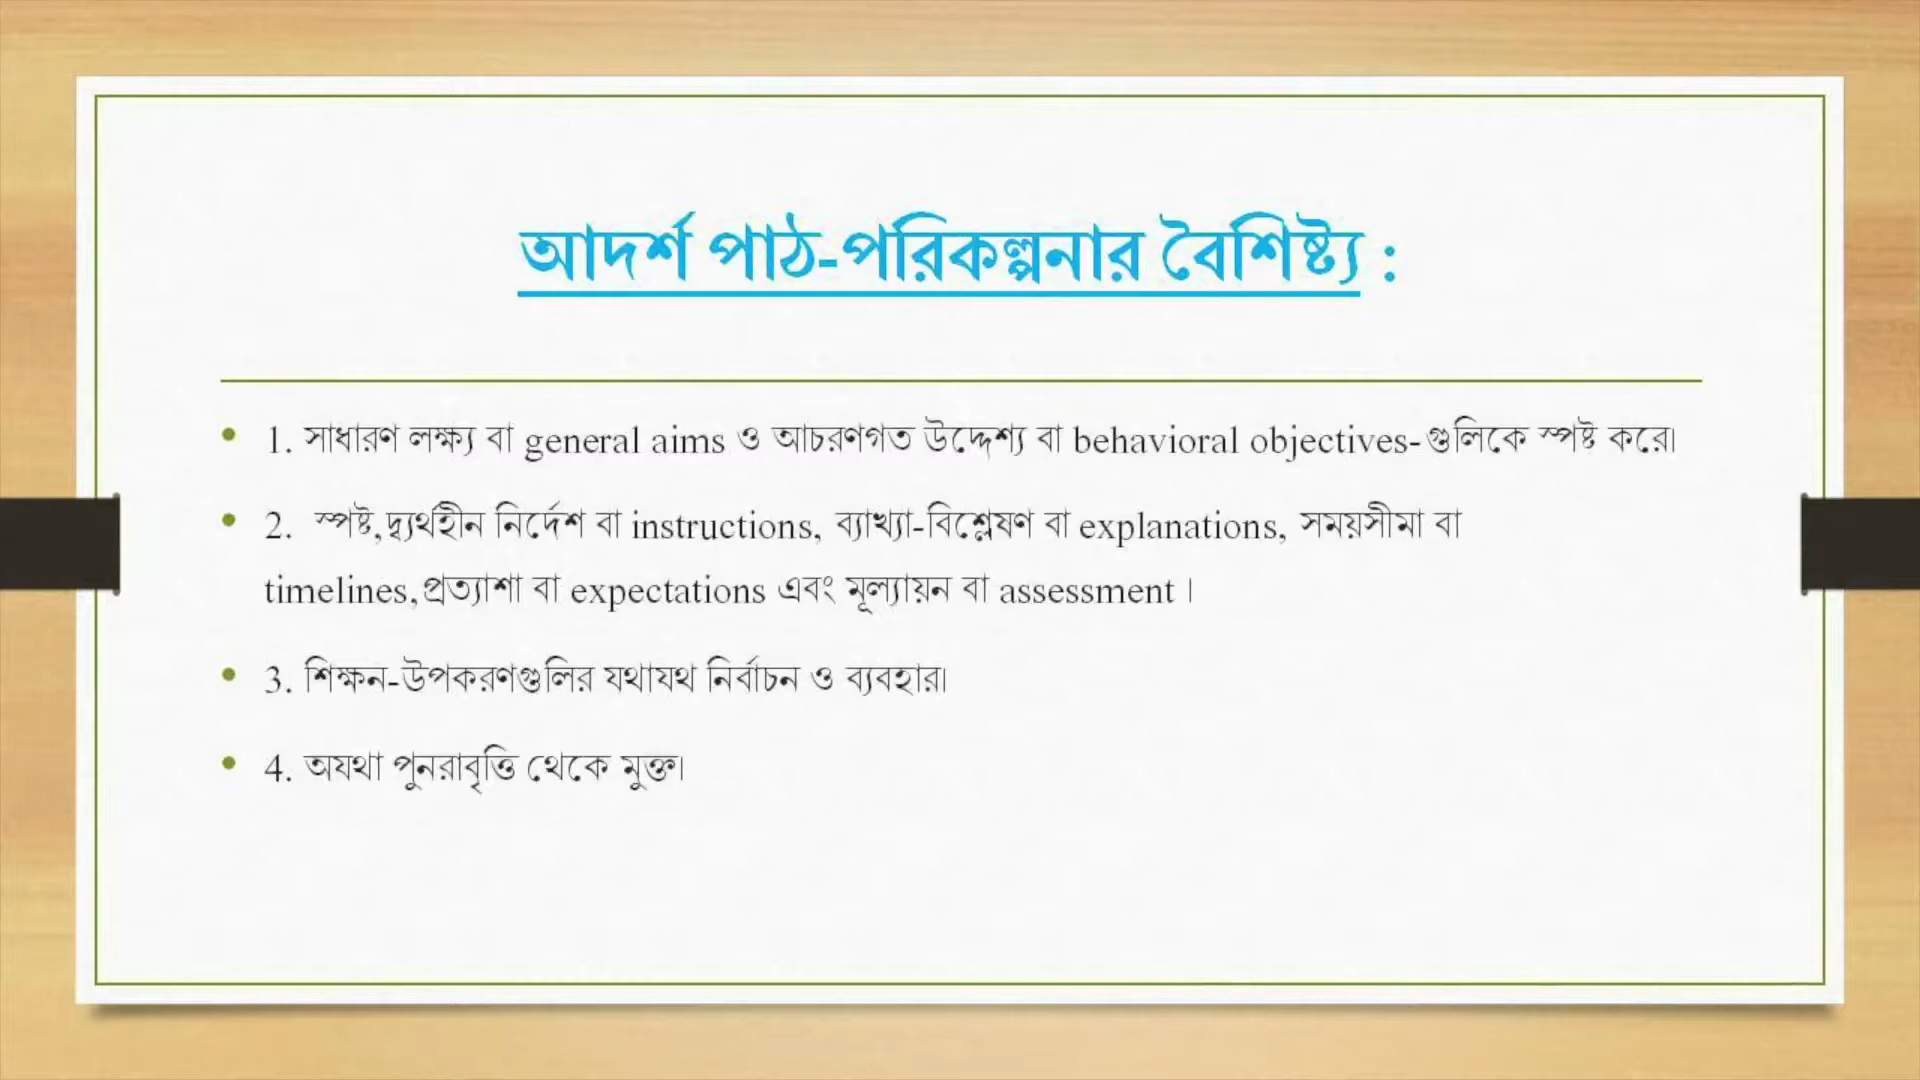 আদর্শ পাঠ-পরিকল্পনার বৈশিষ্ট্য :
• 1. সাধারণ লক্ষ্য বা general aims ও আচরণগত উদ্দেশ্য বা behavioral objectives-গুলিকে স্পষ্ট করে।
• 2. স্পষ্ট,দ্ব্যর্থহীন নির্দেশ বা instructions, ব্যাখ্যা-বিশ্লেষণ বা explanations, সময়সীমা বা
timelines,প্রত্যাশা বা expectations এবং মূল্যায়ন বা assessment ।
• 3. শিক্ষন-উপকরণগুলির যথাযথ নির্বাচন ও ব্যবহার।
• 4. অযথা পুনরাবৃত্তি থেকে মুক্ত।